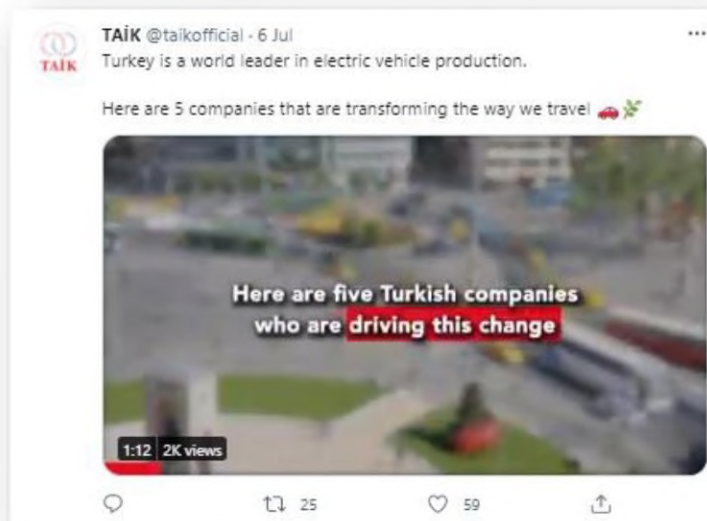 TAİK @taikofficial · 6 Jul
TAİK
Turkey is a world leader in electric vehicle production.
Here are 5 companies that are transforming the way we travel 🚗🌿
Here are five Turkish companies
who are driving this change
1:12 2K views
25 59